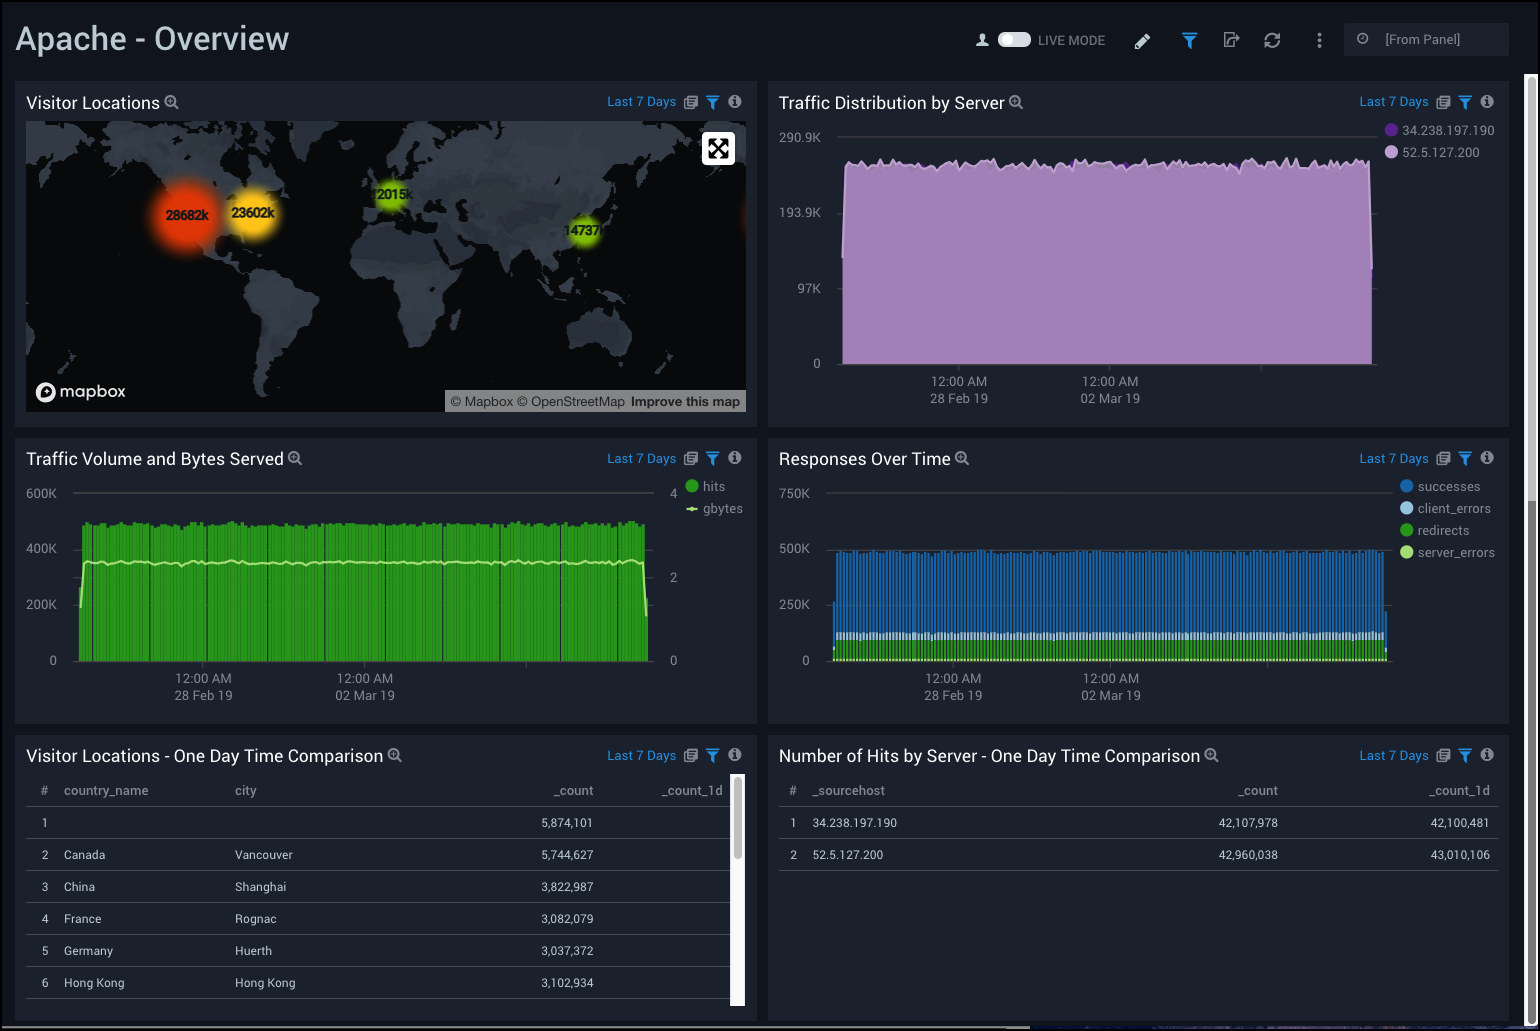 Apache - Overview
LIVE MODE
[From Panel]
Visitor Locations
Last 7 Days
28682k
23602k
12015k
14737
mapbox
© Mapbox © OpenStreetMap Improve this map
Traffic Distribution by Server
Last 7 Days
290.9K
193.9K
97K
0
12:00 AM
28 Feb 19
12:00 AM
02 Mar 19
34.238.197.190
52.5.127.200
Traffic Volume and Bytes Served
Last 7 Days
600K
400K
200K
0
4
2
0
12:00 AM
28 Feb 19
12:00 AM
02 Mar 19
hits
gbytes
Responses Over Time
Last 7 Days
750K
500K
250K
0
12:00 AM
28 Feb 19
12:00 AM
02 Mar 19
successes
client_errors
redirects
server_errors
Visitor Locations - One Day Time Comparison
Last 7 Days
# country_name city _count _count_1d
1 5,874,101
2 Canada Vancouver 5,744,627
3 China Shanghai 3,822,987
4 France Rognac 3,082,079
5 Germany Huerth 3,037,372
6 Hong Kong Hong Kong 3,102,934
Number of Hits by Server - One Day Time Comparison
Last 7 Days
# _sourcehost _count _count_1d
1 34.238.197.190 42,107,978 42,100,481
2 52.5.127.200 42,960,038 43,010,106